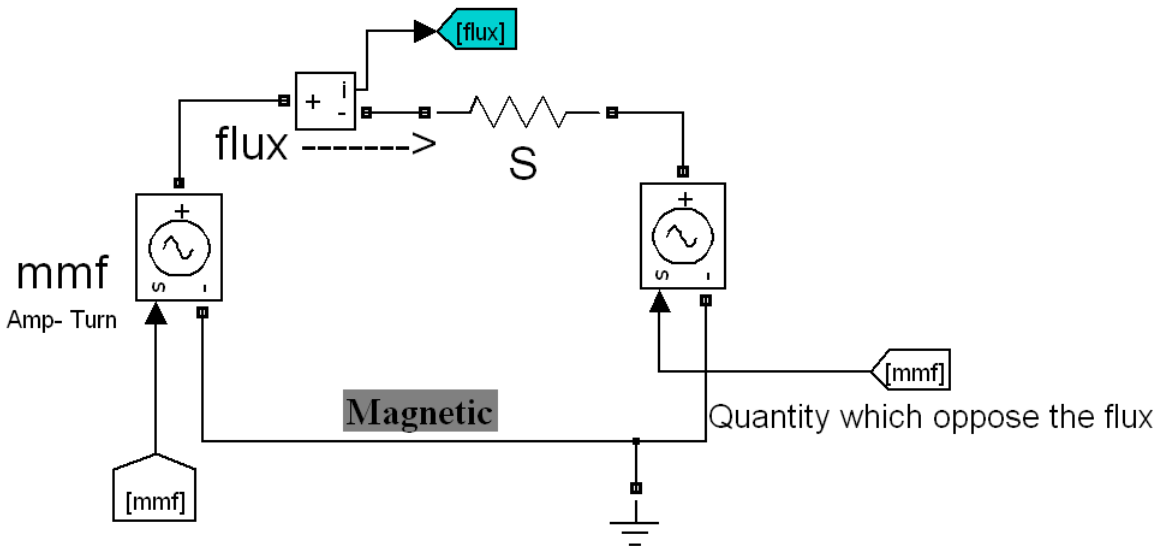 [flux]
+
i
-
flux ------->
S
+
s
-
mmf
Amp- Turn
+
s
-
[mmf]
Magnetic
Quantity which oppose the flux
[mmf]